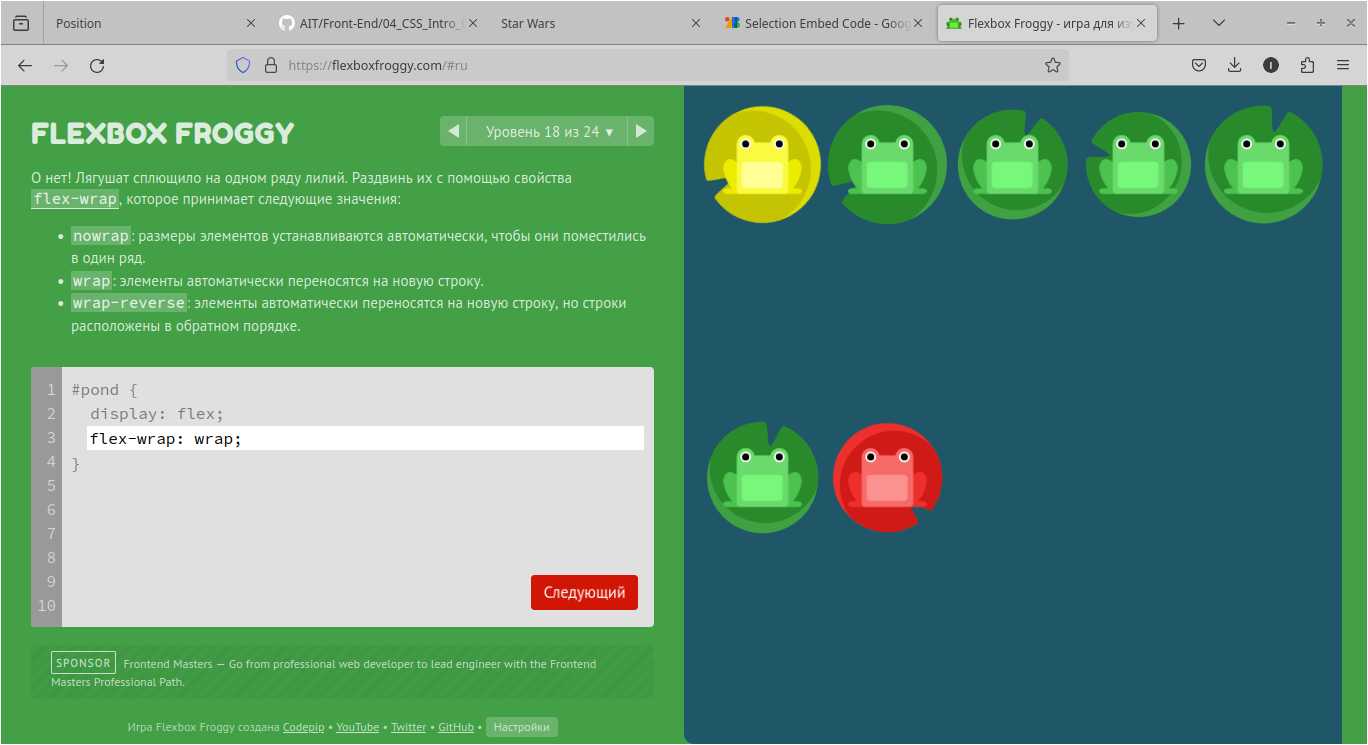 Position
AIT/Front-End/04_CSS_Intro_
Star Wars
Selection Embed Code - Goog
Flexbox Froggy - игра для из
https://flexboxfroggy.com/#ru
FLEXBOX FROGGY
Уровень 18 из 24 ▾
О нет! Лягушат сплющило на одном ряду лилий. Раздвинь их с помощью свойства
flex-wrap, которое принимает следующие значения:
• nowrap: размеры элементов устанавливаются автоматически, чтобы они поместились
в один ряд.
• wrap: элементы автоматически переносятся на новую строку.
• wrap-reverse: элементы автоматически переносятся на новую строку, но строки
расположены в обратном порядке.
1 #pond {
2 display: flex;
3 flex-wrap: wrap;
4 }
5
6
7
8
9
10
Следующий
SPONSOR Frontend Masters — Go from professional web developer to lead engineer with the Frontend
Masters Professional Path.
Игра Flexbox Froggy создана Codepip • YouTube • Twitter • GitHub • Настройки